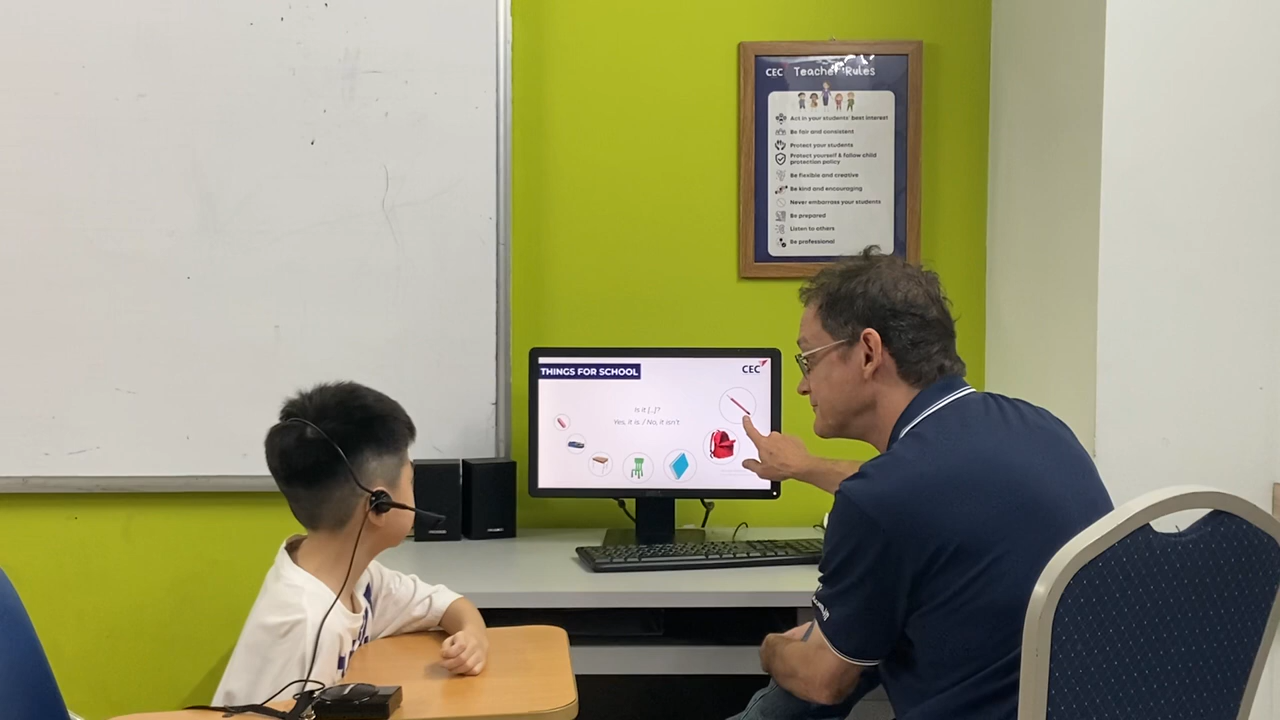 CEC Teacher Rules
Act in your students' best interest
Be fair and consistent
Protect your students
Protect yourself & follow child
protection policy
Be flexible and creative
Be kind and encouraging
Never embarrass your students
Be prepared
Listen to others
Be professional
THINGS FOR SCHOOL
CEC
Is it [..]?
Yes, it is. / No, it isn't